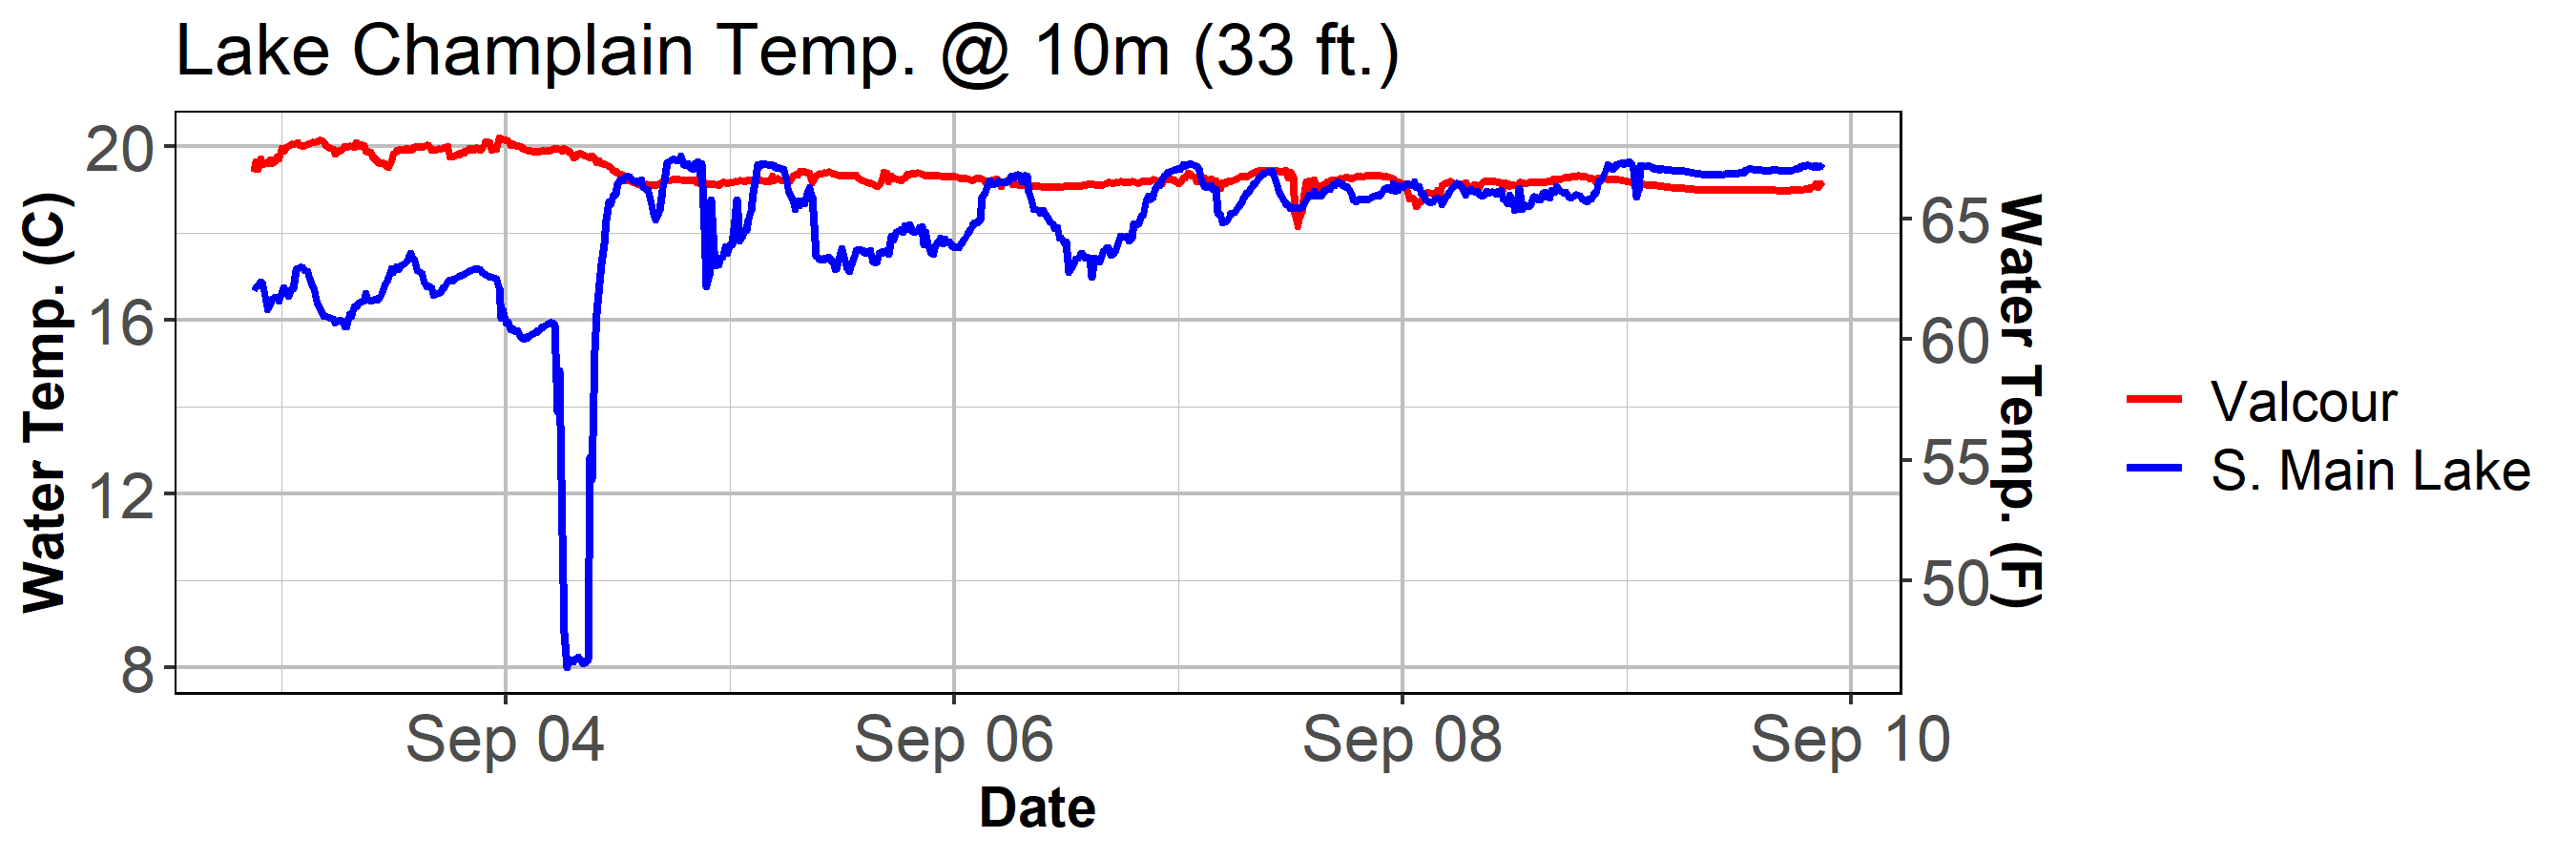 Lake Champlain Temp. @ 10m (33 ft.)
Water Temp. (C)
20
16
12
8
65
60
55
50
Water Temp. (F)
Valcour
S. Main Lake
Sep 04
Sep 06
Sep 08
Sep 10
Date